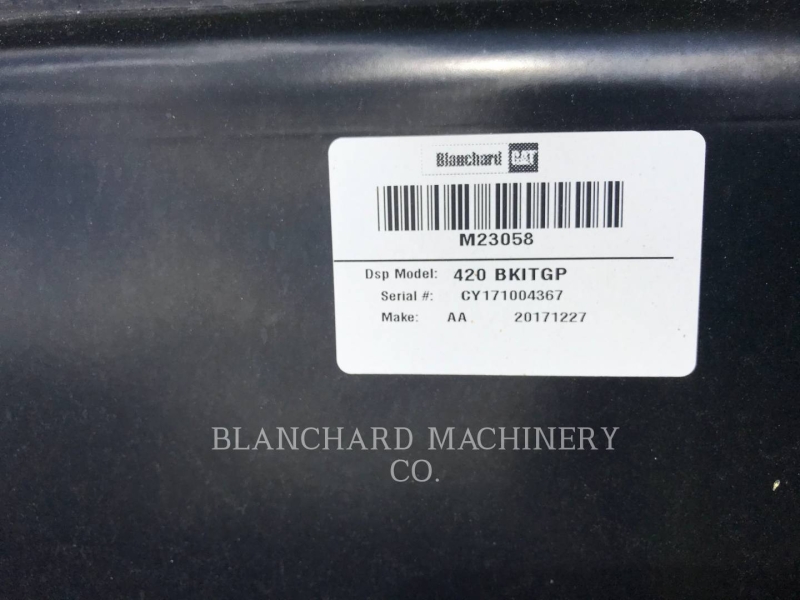 Blanchard CAT
M23058
Dsp Model: 420 BKITGP
Serial #: CY171004367
Make: AA 20171227
BLANCHARD MACHINERY
CO.